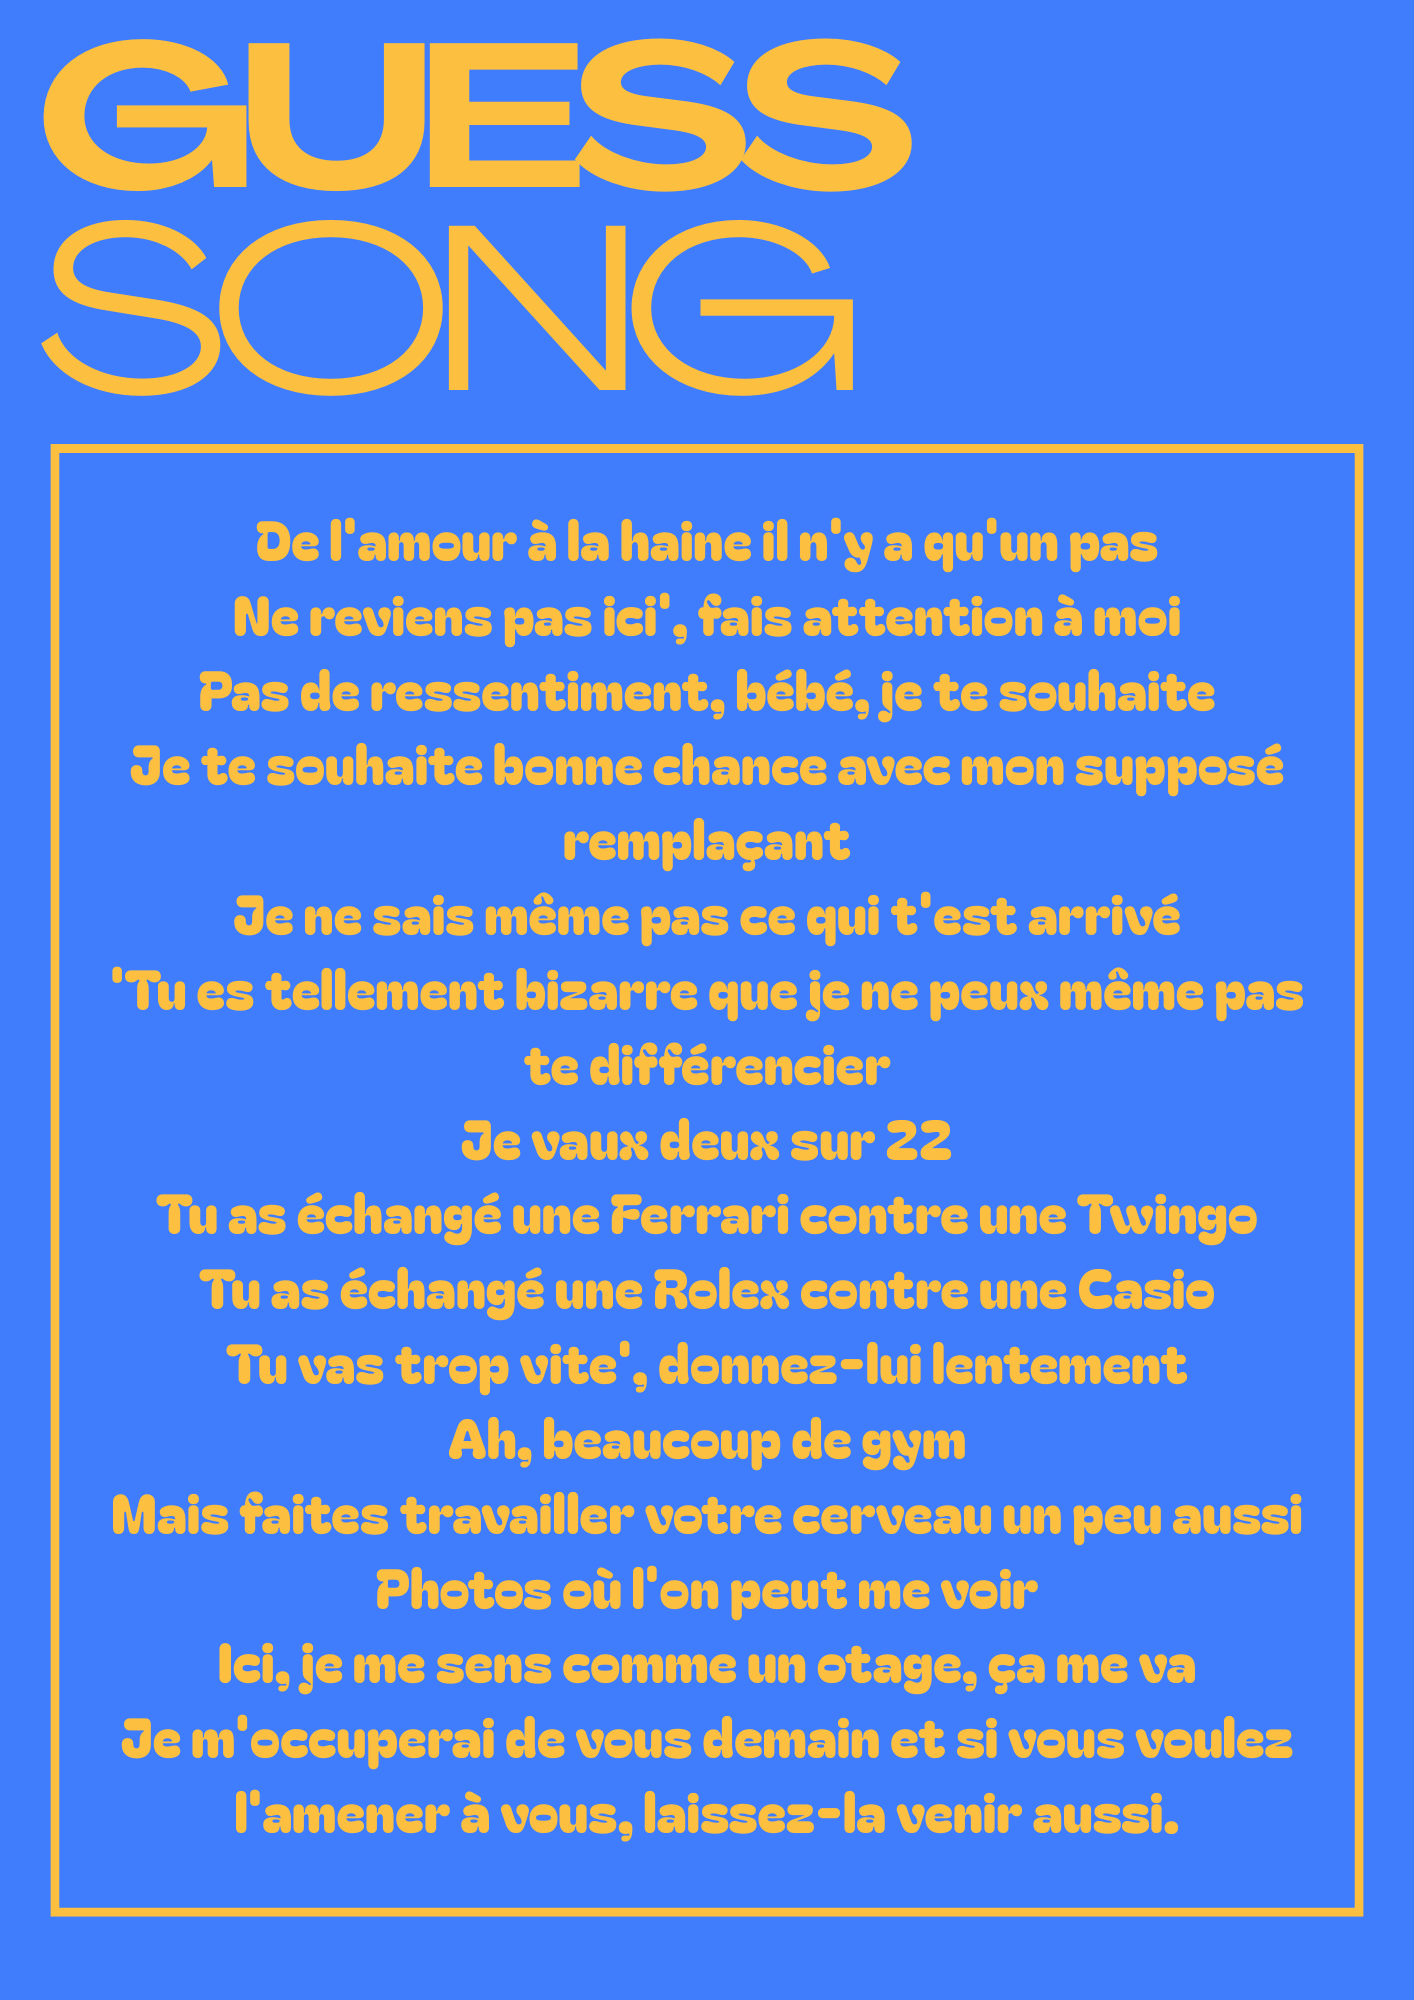 GUESS
SONG
De l'amour à la haine il n'y a qu'un pas
Ne reviens pas ici', fais attention à moi
Pas de ressentiment, bébé, je te souhaite
Je te souhaite bonne chance avec mon supposé
remplaçant
Je ne sais même pas ce qui t'est arrivé
'Tu es tellement bizarre que je ne peux même pas
te différencier
Je vaux deux sur 22
Tu as échangé une Ferrari contre une Twingo
Tu as échangé une Rolex contre une Casio
Tu vas trop vite', donnez-lui lentement
Ah, beaucoup de gym
Mais faites travailler votre cerveau un peu aussi
Photos où l'on peut me voir
Ici, je me sens comme un otage, ça me va
Je m'occuperai de vous demain et si vous voulez
l'amener à vous, laissez-la venir aussi.